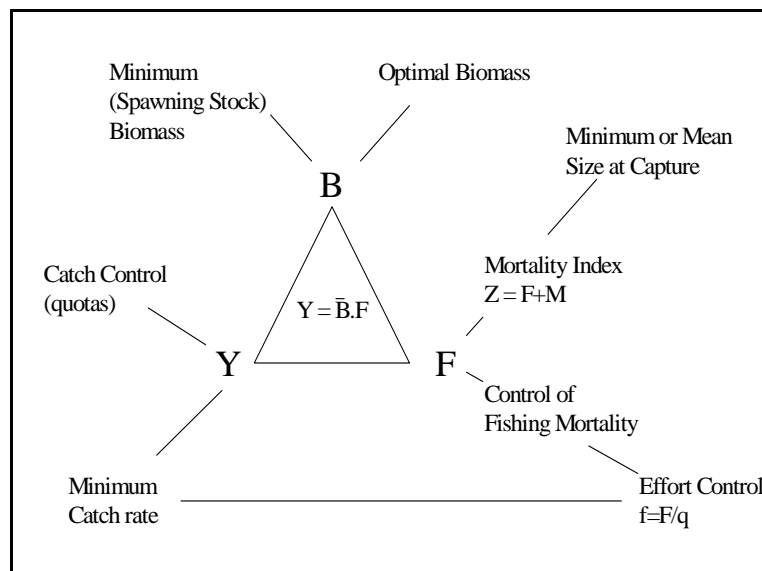 Minimum
(Spawning Stock)
Biomass
Optimal Biomass
Minimum or Mean
Size at Capture
B
Mortality Index
Z = F+M
Catch Control
(quotas)
Y = B̄.F
Y
F
Control of
Fishing Mortality
Minimum
Catch rate
Effort Control
f=F/q